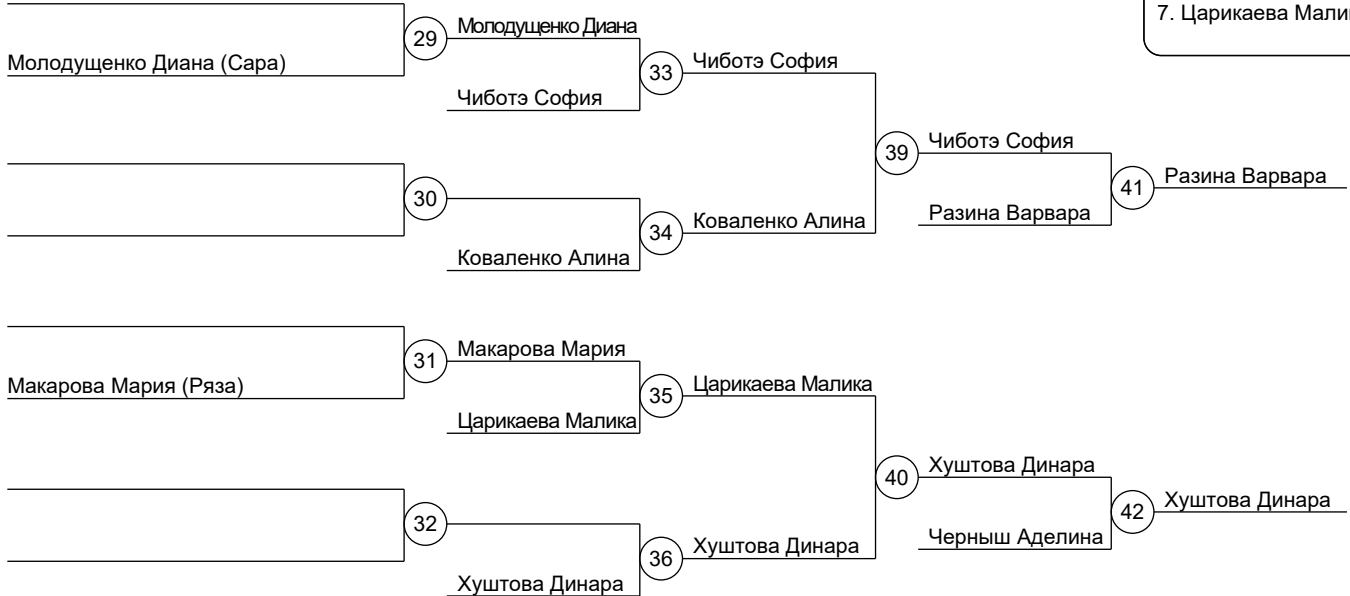 7. Царикаева
Молодущенко Диана (Сара)
29
Молодущенко Диана
Чиботэ София
33
Чиботэ София
30
Коваленко Алина
34
Коваленко Алина
39
Чиботэ София
Разина Варвара
41
Разина Варвара
Макарова Мария (Ряза)
31
Макарова Мария
Царикаева Малика
35
Царикаева Малика
32
Хуштова Динара
36
Хуштова Динара
40
Хуштова Динара
Черныш Аделина
42
Хуштова Динара